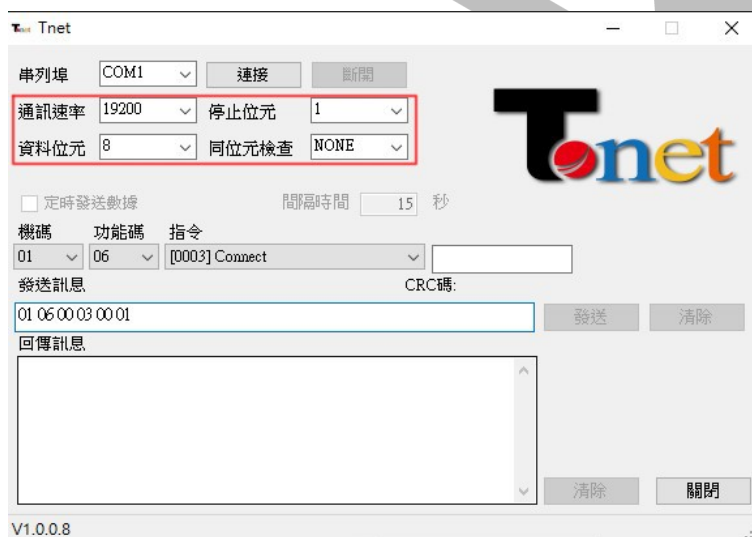 Tnet Tnet
串列埠 COM1 連接 斷開
通訊速率 19200 停止位元 1
資料位元 8 同位元檢查 NONE
Tonet
定時發送數據 間隔時間 15 秒
機碼 功能碼 指令
01 06 [0003] Connect
發送訊息 CRC碼:
01 06 00 03 00 01 發送 清除
回傳訊息
清除 關閉
V1.0.0.8